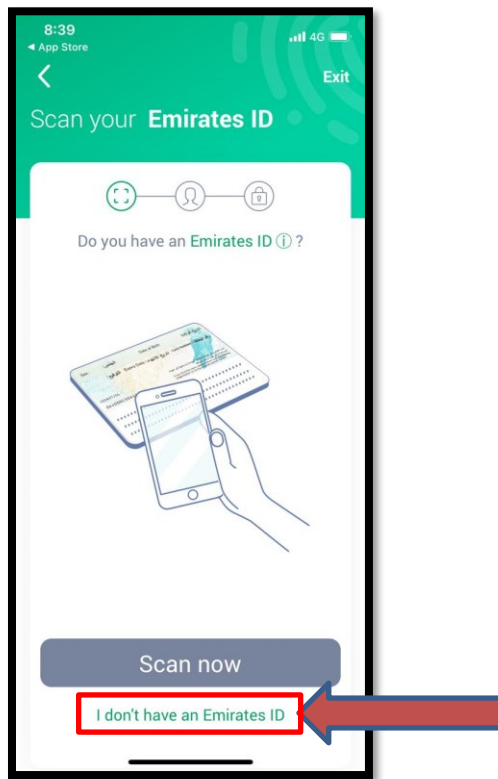 8:39
◀ App Store
4G
Exit
Scan your Emirates ID
Do you have an Emirates ID ⓘ ?
Scan now
I don't have an Emirates ID